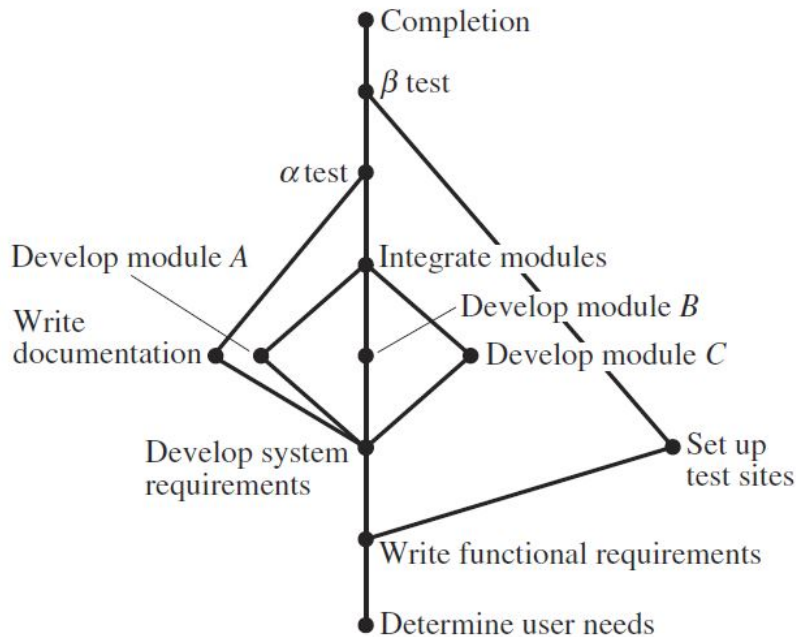 Completion
β test
α test
Develop module A
Integrate modules
Develop module B
Write
documentation
Develop module C
Develop system
requirements
Set up
test sites
Write functional requirements
Determine user needs